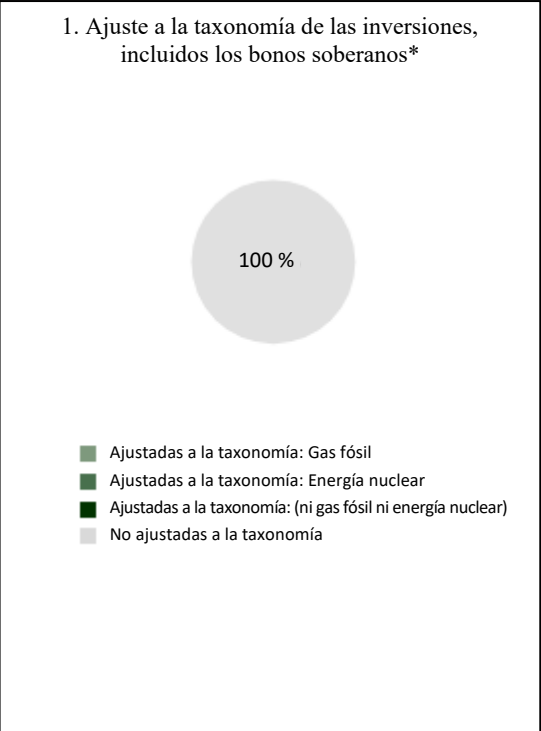 1. Ajuste a la taxonomía de las inversiones,
incluidos los bonos soberanos*
100 %
Ajustadas a la taxonomía: Gas fósil
Ajustadas a la taxonomía: Energía nuclear
Ajustadas a la taxonomía: (ni gas fósil ni energía nuclear)
No ajustadas a la taxonomía